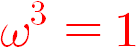 ω³ = 1